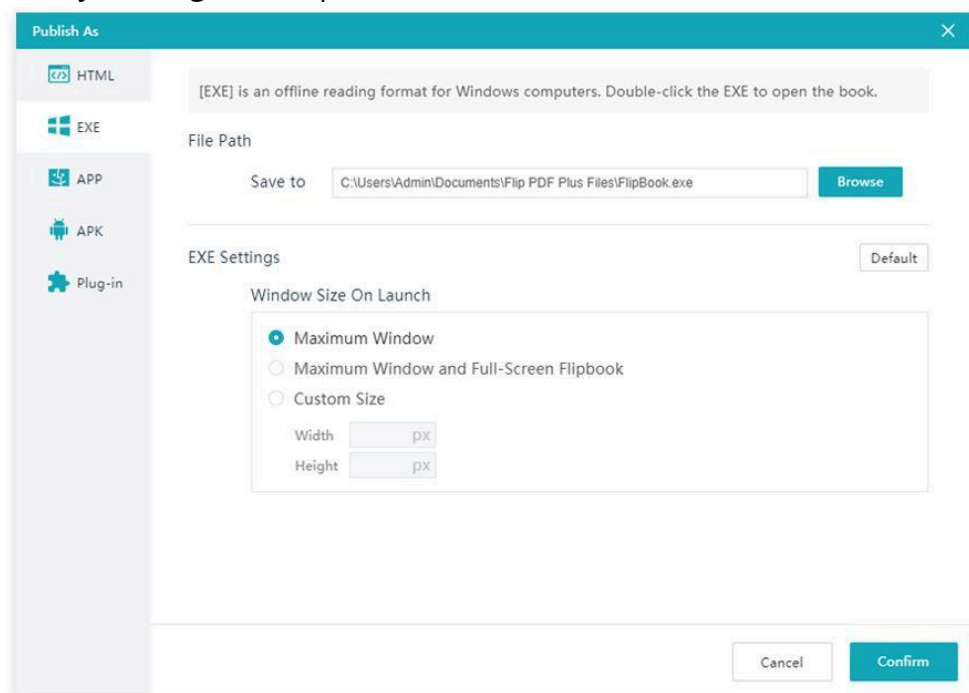 Publish As
HTML
[EXE] is an offline reading format for Windows computers. Double-click the EXE to open the book.
EXE
File Path
APP
Save to C:\Users\Admin\Documents\Flip PDF Plus Files\FlipBook.exe Browse
APK
EXE Settings Default
Plug-in
Window Size On Launch
Maximum Window
Maximum Window and Full-Screen Flipbook
Custom Size
Width px
Height px
Cancel Confirm